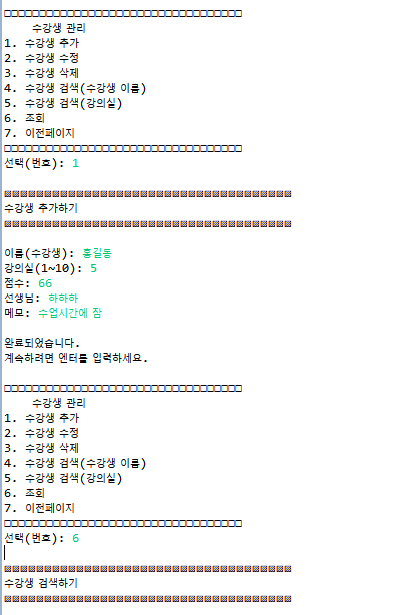 수강생 관리
1. 수강생 추가
2. 수강생 수정
3. 수강생 삭제
4. 수강생 검색(수강생 이름)
5. 수강생 검색(강의실)
6. 조회
7. 이전페이지
선택(번호): 1
수강생 추가하기
이름(수강생): 홍길동
강의실(1~10): 5
점수: 66
선생님: 하하하
메모: 수업시간에 잠
완료되었습니다.
계속하려면 엔터를 입력하세요.
수강생 관리
1. 수강생 추가
2. 수강생 수정
3. 수강생 삭제
4. 수강생 검색(수강생 이름)
5. 수강생 검색(강의실)
6. 조회
7. 이전페이지
선택(번호): 6
수강생 검색하기